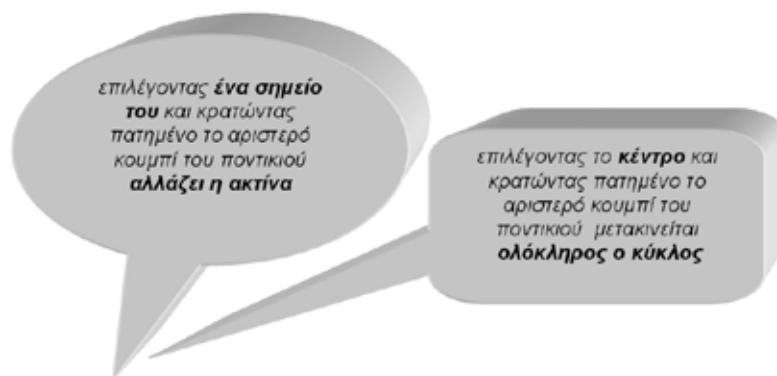 επιλέγοντας ένα σημείο
του και κρατώντας
πατημένο το αριστερό
κουμπί του ποντικιού
αλλάζει η ακτίνα
επιλέγοντας το κέντρο και
κρατώντας πατημένο το
αριστερό κουμπί του
ποντικιού μετακινείται
ολόκληρος ο κύκλος